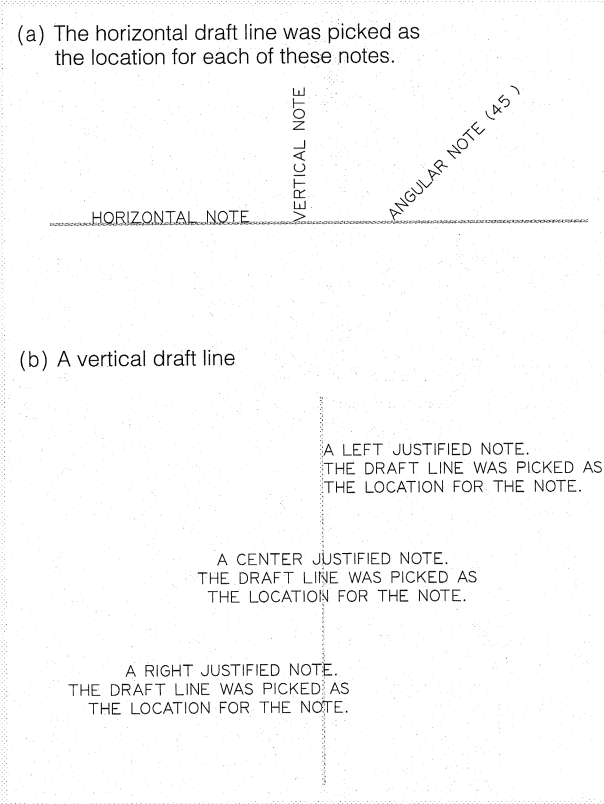 (a) The horizontal draft line was picked as
the location for each of these notes.
VERTICAL NOTE
ANGULAR NOTE (45 )
HORIZONTAL NOTE
(b) A vertical draft line
A LEFT JUSTIFIED NOTE.
THE DRAFT LINE WAS PICKED AS
THE LOCATION FOR THE NOTE.
A CENTER JUSTIFIED NOTE.
THE DRAFT LINE WAS PICKED AS
THE LOCATION FOR THE NOTE.
A RIGHT JUSTIFIED NOTE.
THE DRAFT LINE WAS PICKED AS
THE LOCATION FOR THE NOTE.